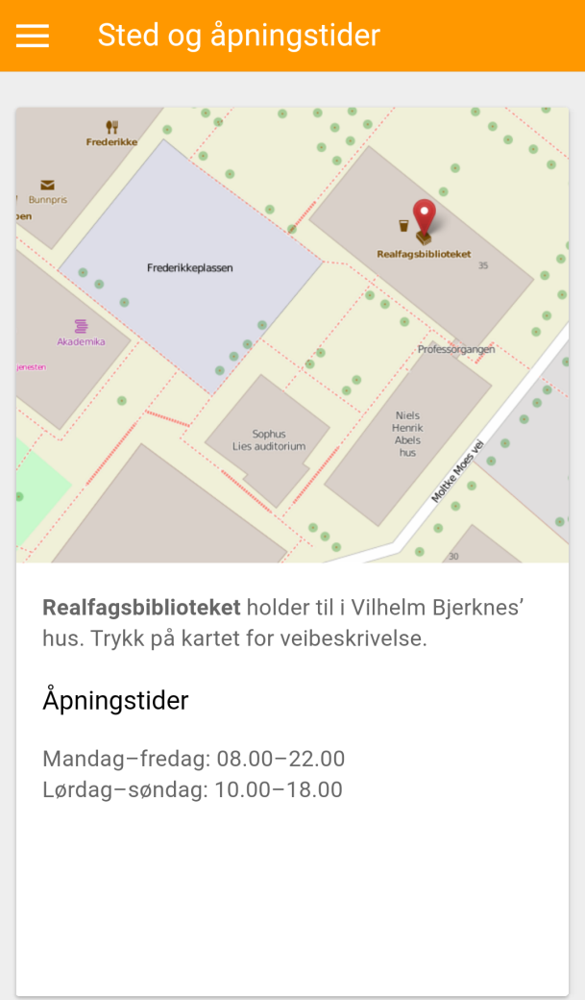 Sted og åpningstider
Frederikke
Bunnpris
Frederikkeplassen
Realfagsbiblioteket
35
Akademika
jenesten
Professorgangen
Niels
Henrik
Abels
hus
Sophus
Lies auditorium
Moltke Moes vei
30
Realfagsbiblioteket holder til i Vilhelm Bjerknes’
hus. Trykk på kartet for veibeskrivelse.
Åpningstider
Mandag–fredag: 08.00–22.00
Lørdag–søndag: 10.00–18.00